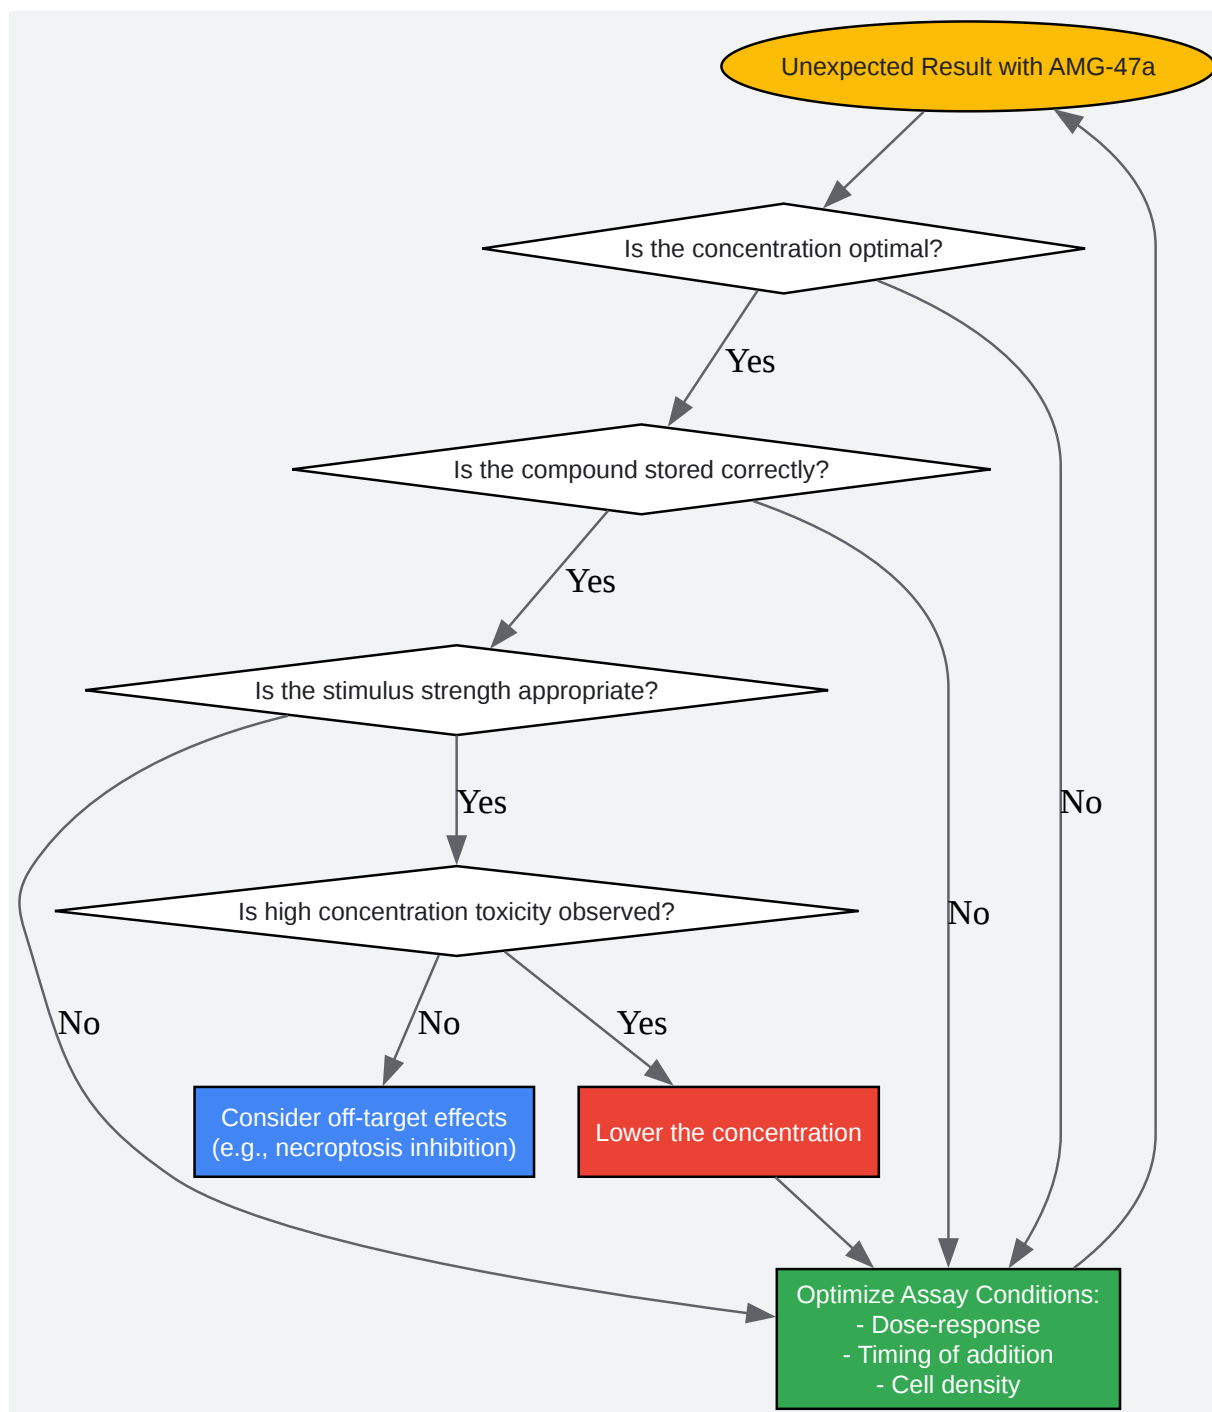 Unexpected Result with AMG-47a
Is the concentration optimal?
Yes
Is the compound stored correctly?
Yes
Is the stimulus strength appropriate?
Yes
No
Is high concentration toxicity observed?
No
No
No
Yes
Consider off-target effects
(e.g., necroptosis inhibition)
Lower the concentration
Optimize Assay Conditions:
- Dose-response
- Timing of addition
- Cell density